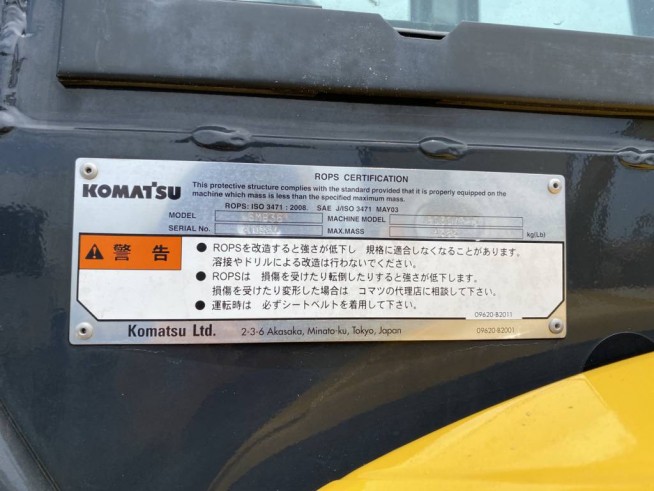 ROPS CERTIFICATION
KOMATSU
This protective structure complies with the standard provided that it is properly equipped on the
machine which mass is less than the specified maximum mass.
ROPS: ISO 3471 : 2008. SAE J/ISO 3471 MAY03
MODEL MACHINE MODEL
SERIAL No. MAX.MASS kg(Lb)
警告
● ROPSを改造すると強さが低下し 規格に適合しなくなることがあります。
溶接やドリルによる改造は行わないでください。
● ROPSは 損傷を受けたり転倒したりすると強さが低下します。
損傷を受けたり変形した場合は コマツの代理店に相談して下さい。
● 運転時は 必ずシートベルトを着用して下さい。
09620-B2011
Komatsu Ltd. 2-3-6 Akasaka, Minato-ku, Tokyo, Japan 09620-B2001